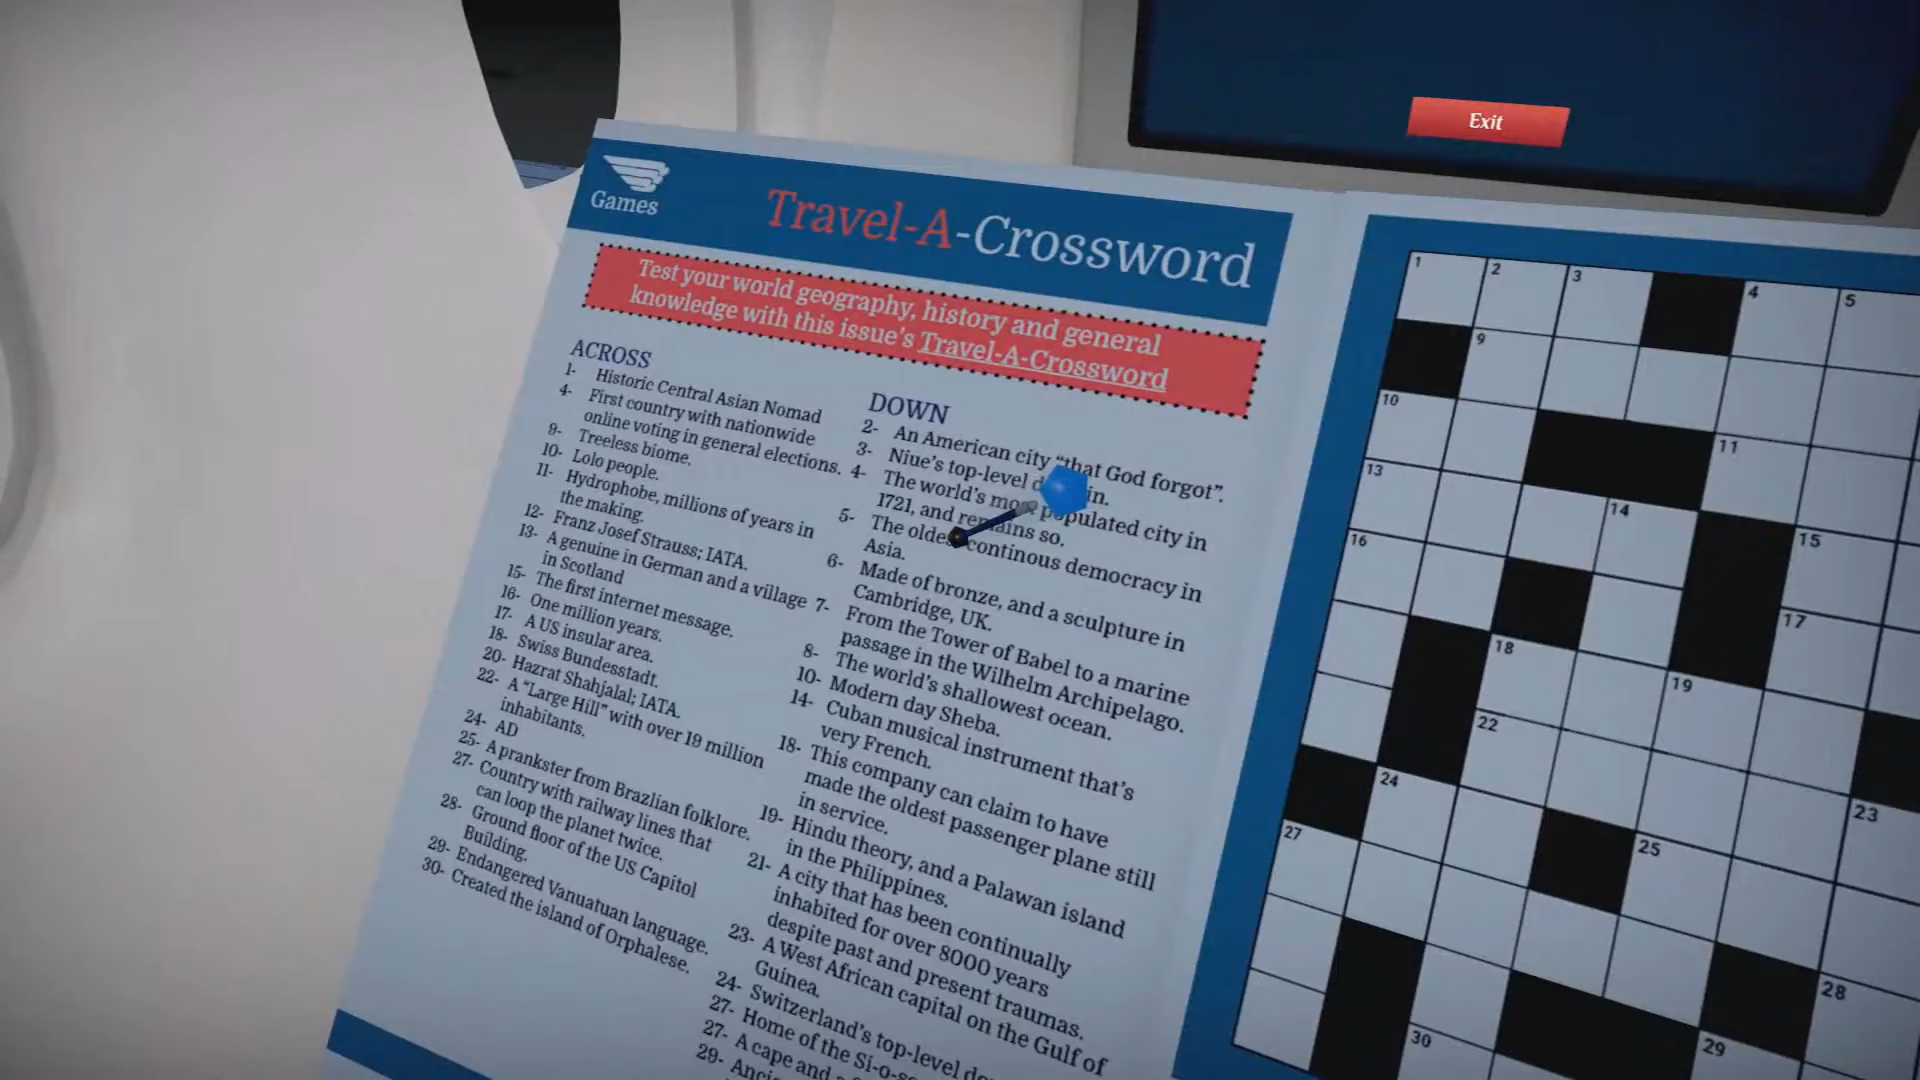 Exit
Games
Travel-A-Crossword
Test your world geography, history and general
knowledge with this issue's Travel-A-Crossword
ACROSS
1- Historic Central Asian Nomad
4- First country with nationwide
online voting in general elections.
9- Treeless biome.
10- Lolo people.
11- Hydrophobe, millions of years in
the making.
12- Franz Josef Strauss; IATA.
13- A genuine in German and a village
in Scotland
15- The first internet message.
16- One million years.
17- A US insular area.
18- Swiss Bundesstadt.
20- Hazrat Shahjalal; IATA.
22- A “Large Hill” with over 19 million
inhabitants.
24- AD
25- A prankster from Brazlian folklore.
27- Country with railway lines that
can loop the planet twice.
28- Ground floor of the US Capitol
Building.
29- Endangered Vanuatuan language.
30- Created the island of Orphalese.
DOWN
2- An American city “that God forgot”.
3- Niue's top-level
4- The world's most populated city in
1721, and remains so.
5- The oldest continous democracy in
Asia.
6- Made of bronze, and a sculpture in
Cambridge, UK.
7- From the Tower of Babel to a marine
passage in the Wilhelm Archipelago.
8- The world's shallowest ocean.
10- Modern day Sheba.
14- Cuban musical instrument that's
very French.
18- This company can claim to have
made the oldest passenger plane still
in service.
19- Hindu theory, and a Palawan island
in the Philippines.
21- A city that has been continually
inhabited for over 8000 years
despite past and present traumas.
23- A West African capital on the Gulf of
Guinea.
24- Switzerland's top-level
27- Home of the
27- A cape and a
29-
1 2 3 4 5
9
10 11
13 14 15
16 17
18 19
22 23
24 25
27 28
29
30